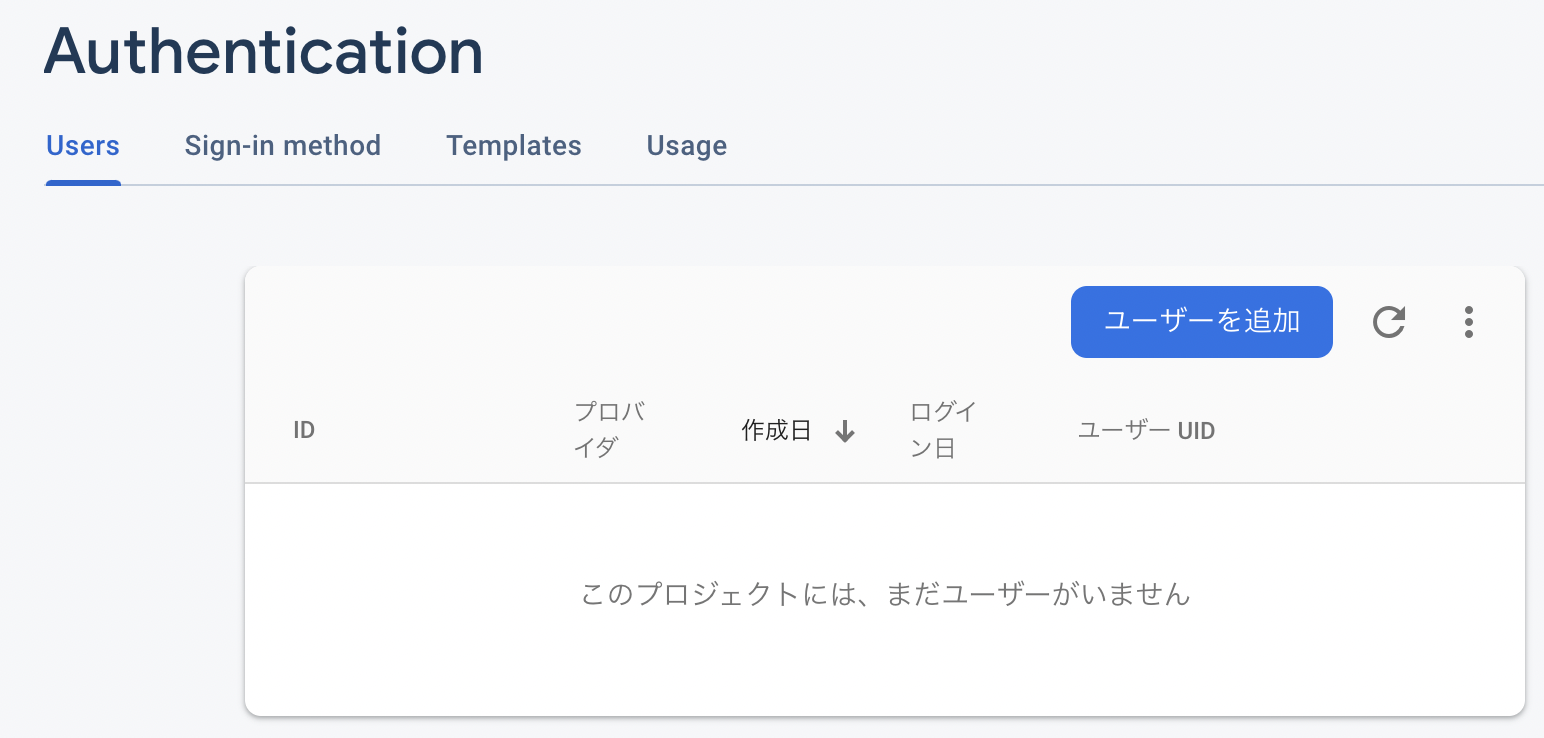 Authentication
Users Sign-in method Templates Usage
ユーザーを追加
ID
プロバ
イダ
作成日
ログイ
ン日
ユーザー UID
このプロジェクトには、まだユーザーがいません